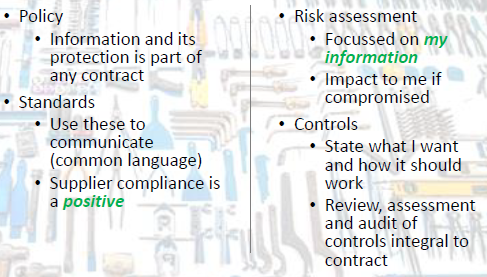 • Policy
• Information and its
protection is part of
any contract
• Standards
• Use these to
communicate
(common language)
• Supplier compliance is
a positive
• Risk assessment
• Focussed on my
information
• Impact to me if
compromised
• Controls
• State what I want
and how it should
work
• Review, assessment
and audit of
controls integral to
contract